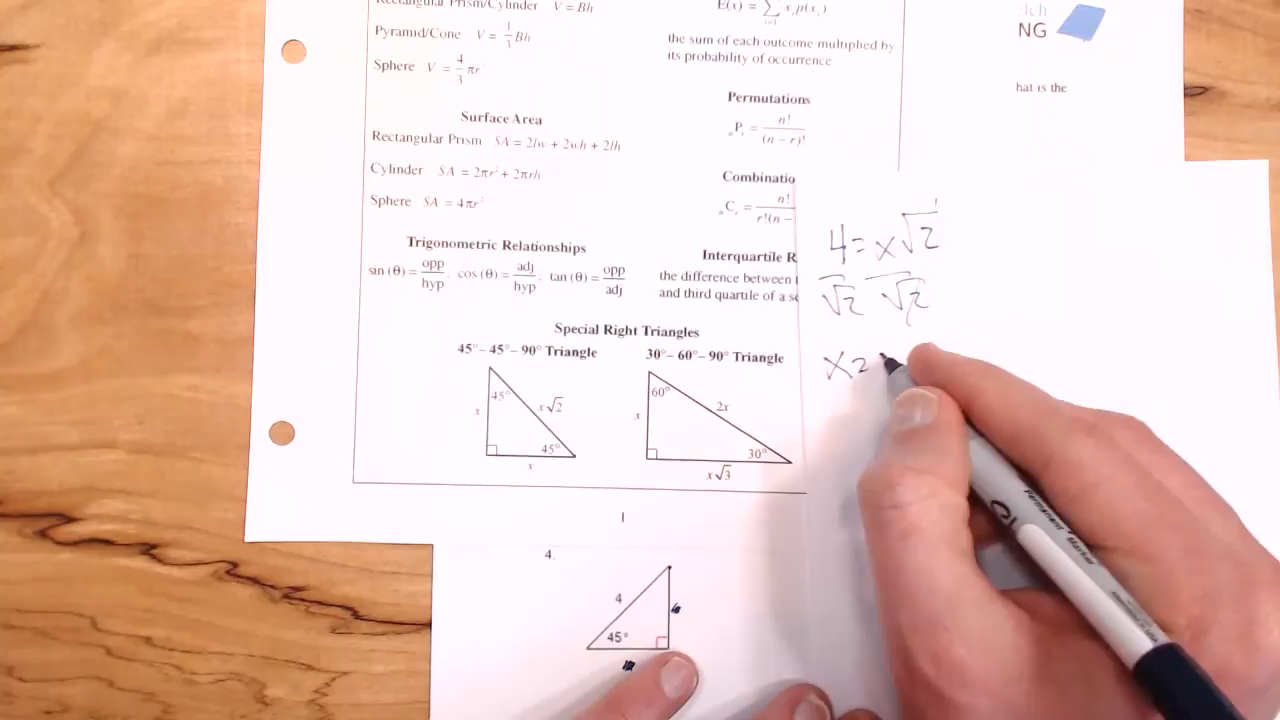 Rectangular Prism/Cylinder V = Bh
Pyramid/Cone V = 1/3 Bh
Sphere V = 4/3 πr
Surface Area
Rectangular Prism SA = 2lw + 2wh + 2lh
Cylinder SA = 2πr² + 2πrh
Sphere SA = 4πr²
Trigonometric Relationships
sin (θ) = opp/hyp; cos (θ) = adj/hyp; tan (θ) = opp/adj
E(x) = ∑ x p(x )
i=1
the sum of each outcome multiplied by
its probability of occurrence
Permutations
nPr = n!/(n − r)!
Combinatio
nCr = n!/r!(n −
Interquartile R
the difference between
and third quartile of a s
Special Right Triangles
45°– 45°– 90° Triangle
45°
x
x√2
45°
x
30°– 60°– 90° Triangle
60°
x
2x
30°
x√3
1
4.
4
45°
NG
hat is the
4 = x√2
√2 √2
x =